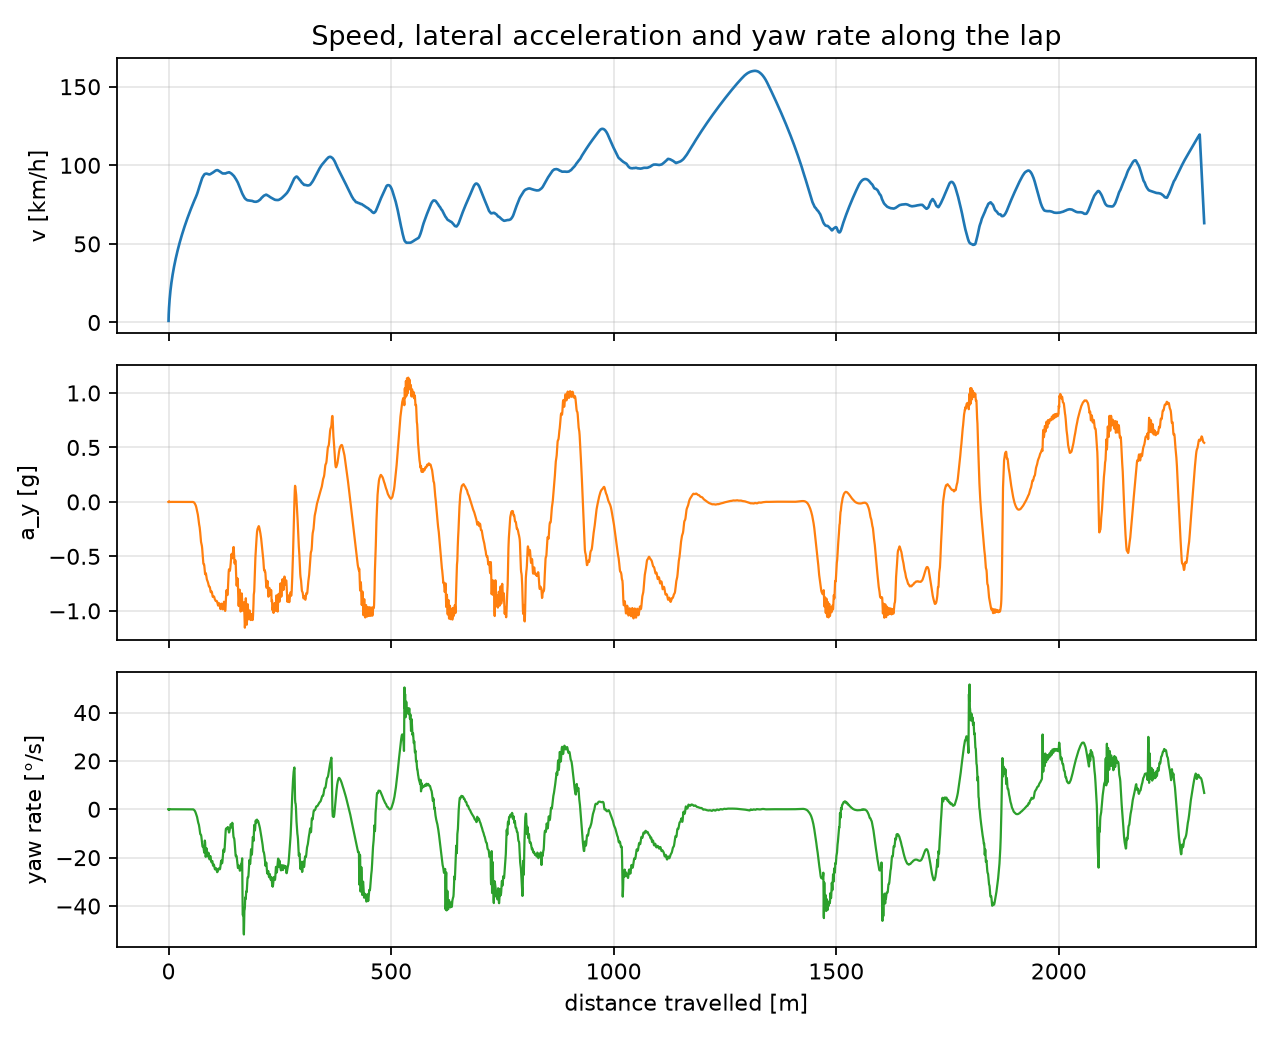 Speed, lateral acceleration and yaw rate along the lap
150
100
50
0
v [km/h]
1.0
0.5
0.0
−0.5
−1.0
a_y [g]
40
20
0
−20
−40
yaw rate [°/s]
0 500 1000 1500 2000
distance travelled [m]